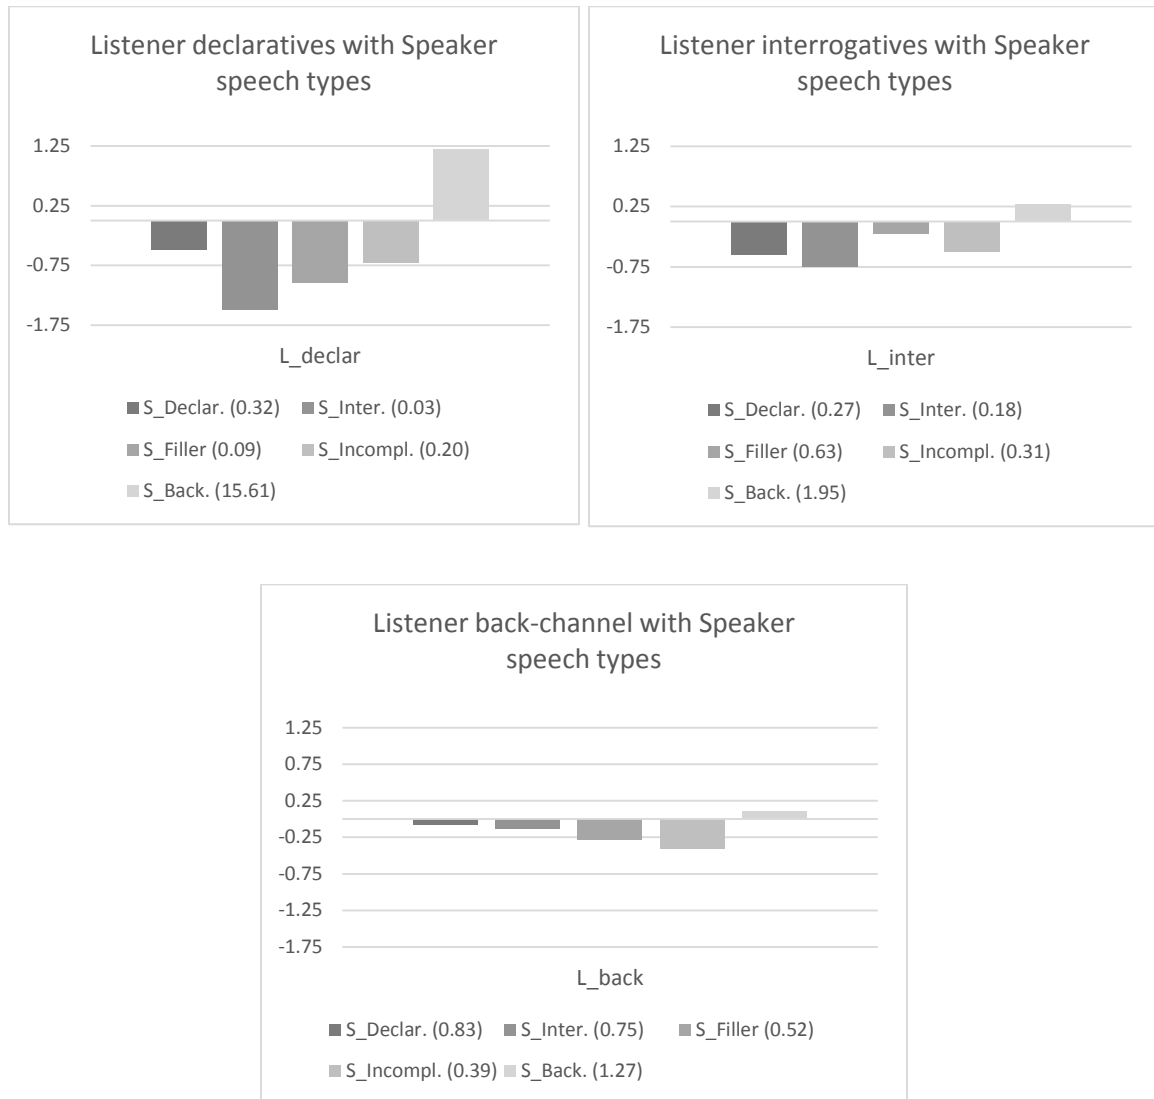 Listener declaratives with Speaker
speech types
1.25
0.25
-0.75
-1.75
L_declar
S_Declar. (0.32) S_Inter. (0.03)
S_Filler (0.09) S_Incompl. (0.20)
S_Back. (15.61)
Listener interrogatives with Speaker
speech types
1.25
0.25
-0.75
-1.75
L_inter
S_Declar. (0.27) S_Inter. (0.18)
S_Filler (0.63) S_Incompl. (0.31)
S_Back. (1.95)
Listener back-channel with Speaker
speech types
1.25
0.75
0.25
-0.25
-0.75
-1.25
-1.75
L_back
S_Declar. (0.83) S_Inter. (0.75) S_Filler (0.52)
S_Incompl. (0.39) S_Back. (1.27)